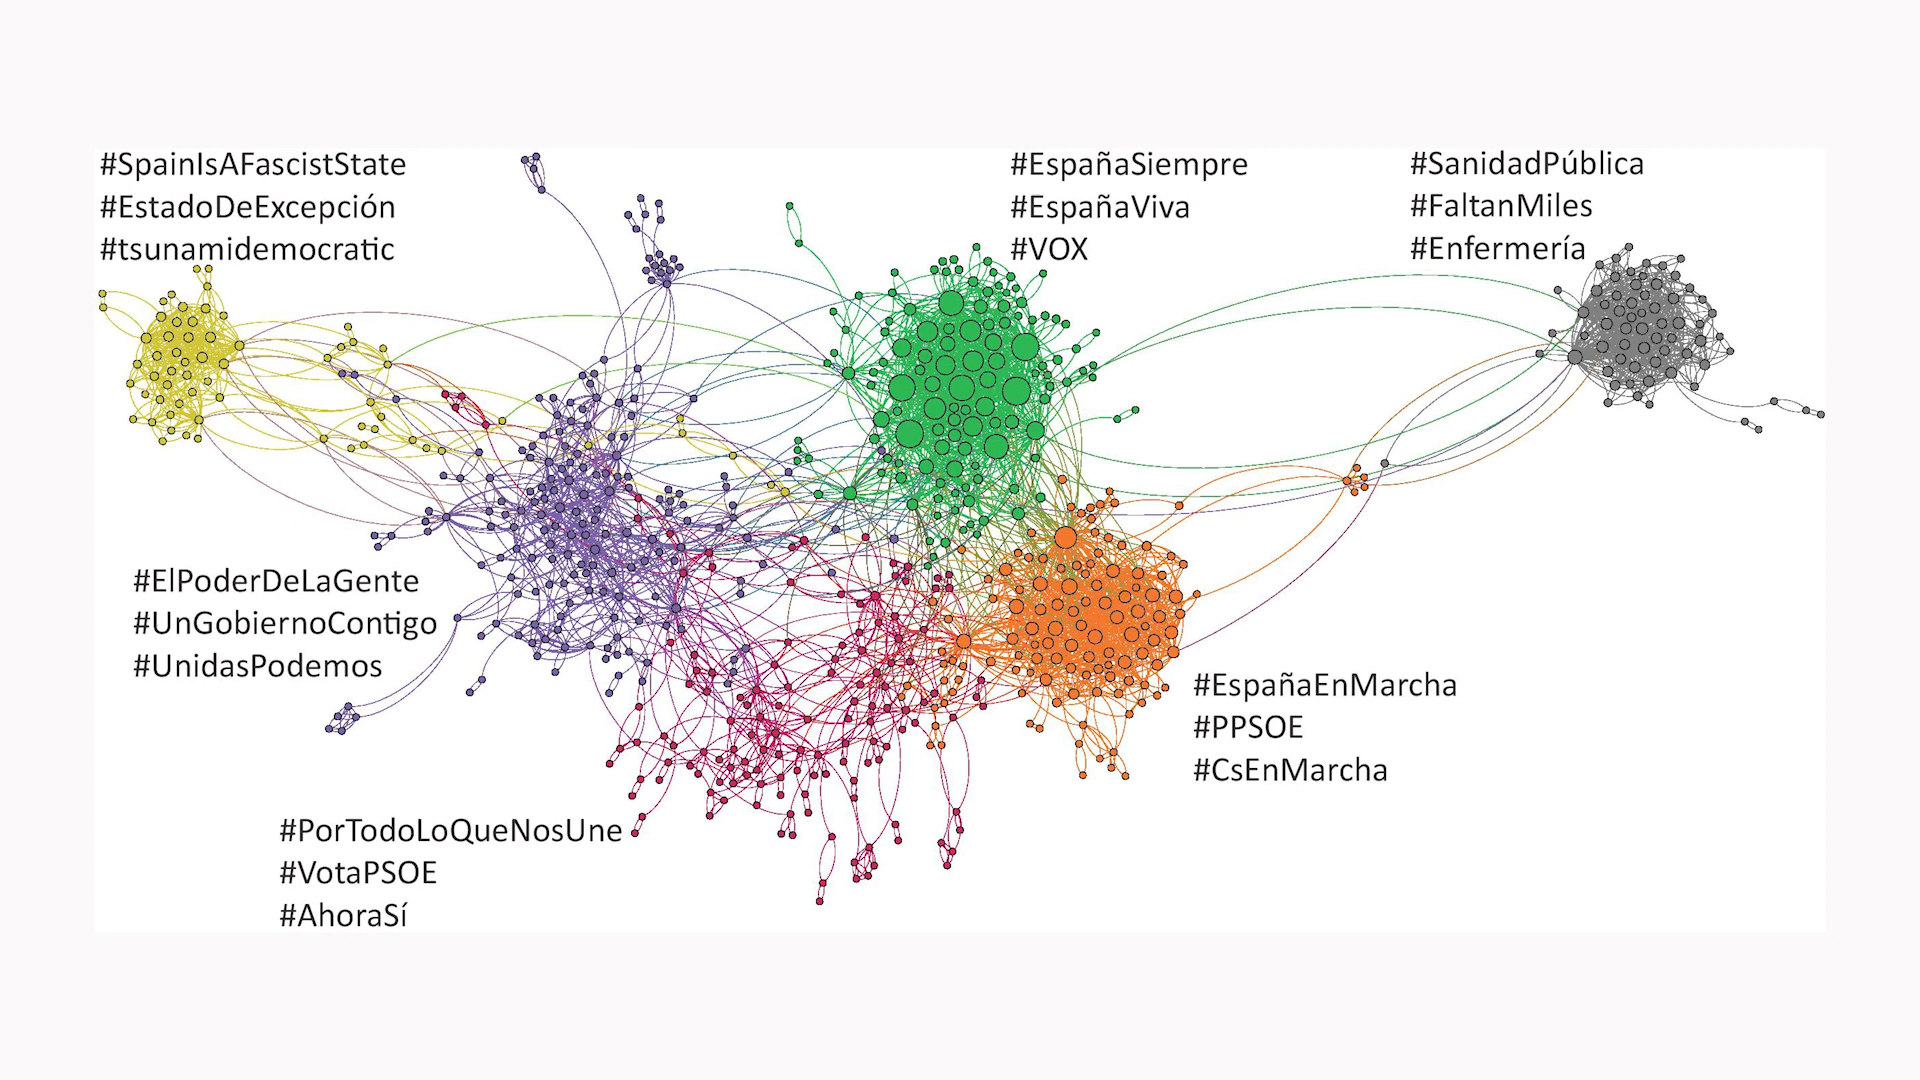 #SpainIsAFascistState
#EstadoDeExcepción
#tsunamidemocratic
#EspañaSiempre
#EspañaViva
#VOX
#SanidadPública
#FaltanMiles
#Enfermería
#ElPoderDeLaGente
#UnGobiernoContigo
#UnidasPodemos
#EspañaEnMarcha
#PPSOE
#CsEnMarcha
#PorTodoLoQueNosUne
#VotaPSOE
#AhoraSí